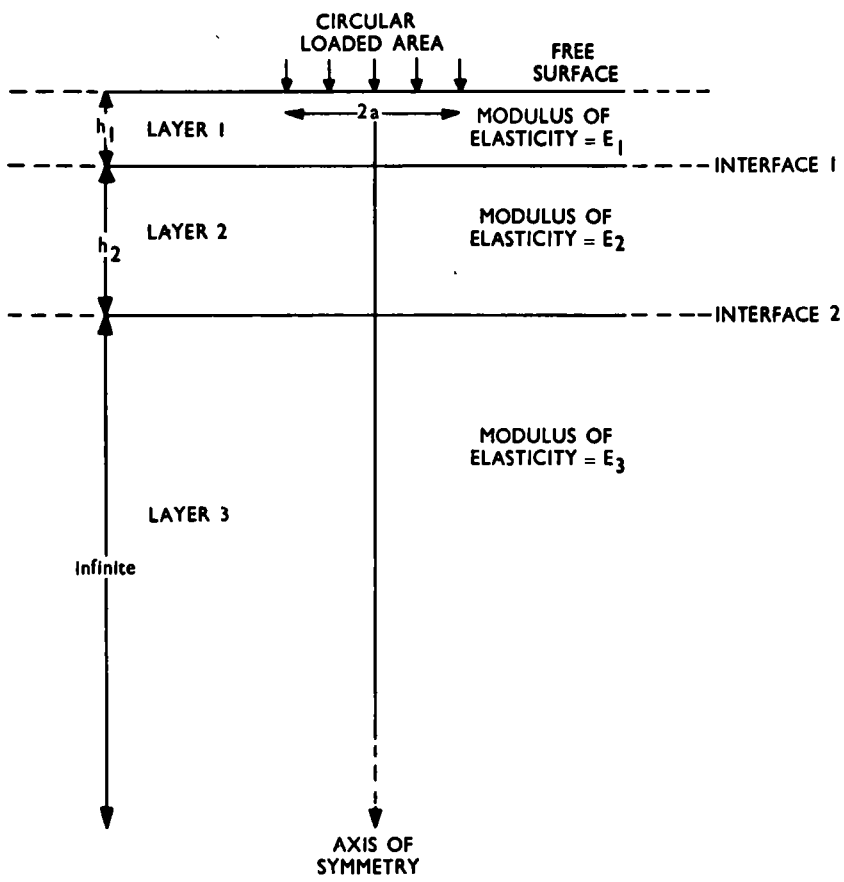 CIRCULAR
LOADED AREA
FREE
SURFACE
2a
h1
LAYER 1
MODULUS OF
ELASTICITY = E1
INTERFACE 1
h2
LAYER 2
MODULUS OF
ELASTICITY = E2
INTERFACE 2
MODULUS OF
ELASTICITY = E3
LAYER 3
Infinite
AXIS OF
SYMMETRY